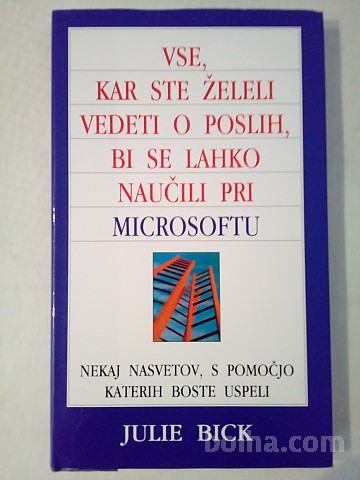 VSE,
KAR STE ŽELELI
VEDETI O POSLIH,
BI SE LAHKO
NAUČILI PRI
MICROSOFTU
NEKAJ NASVETOV, S POMOČJO
KATERIH BOSTE USPELI
JULIE BICK
bolha.com